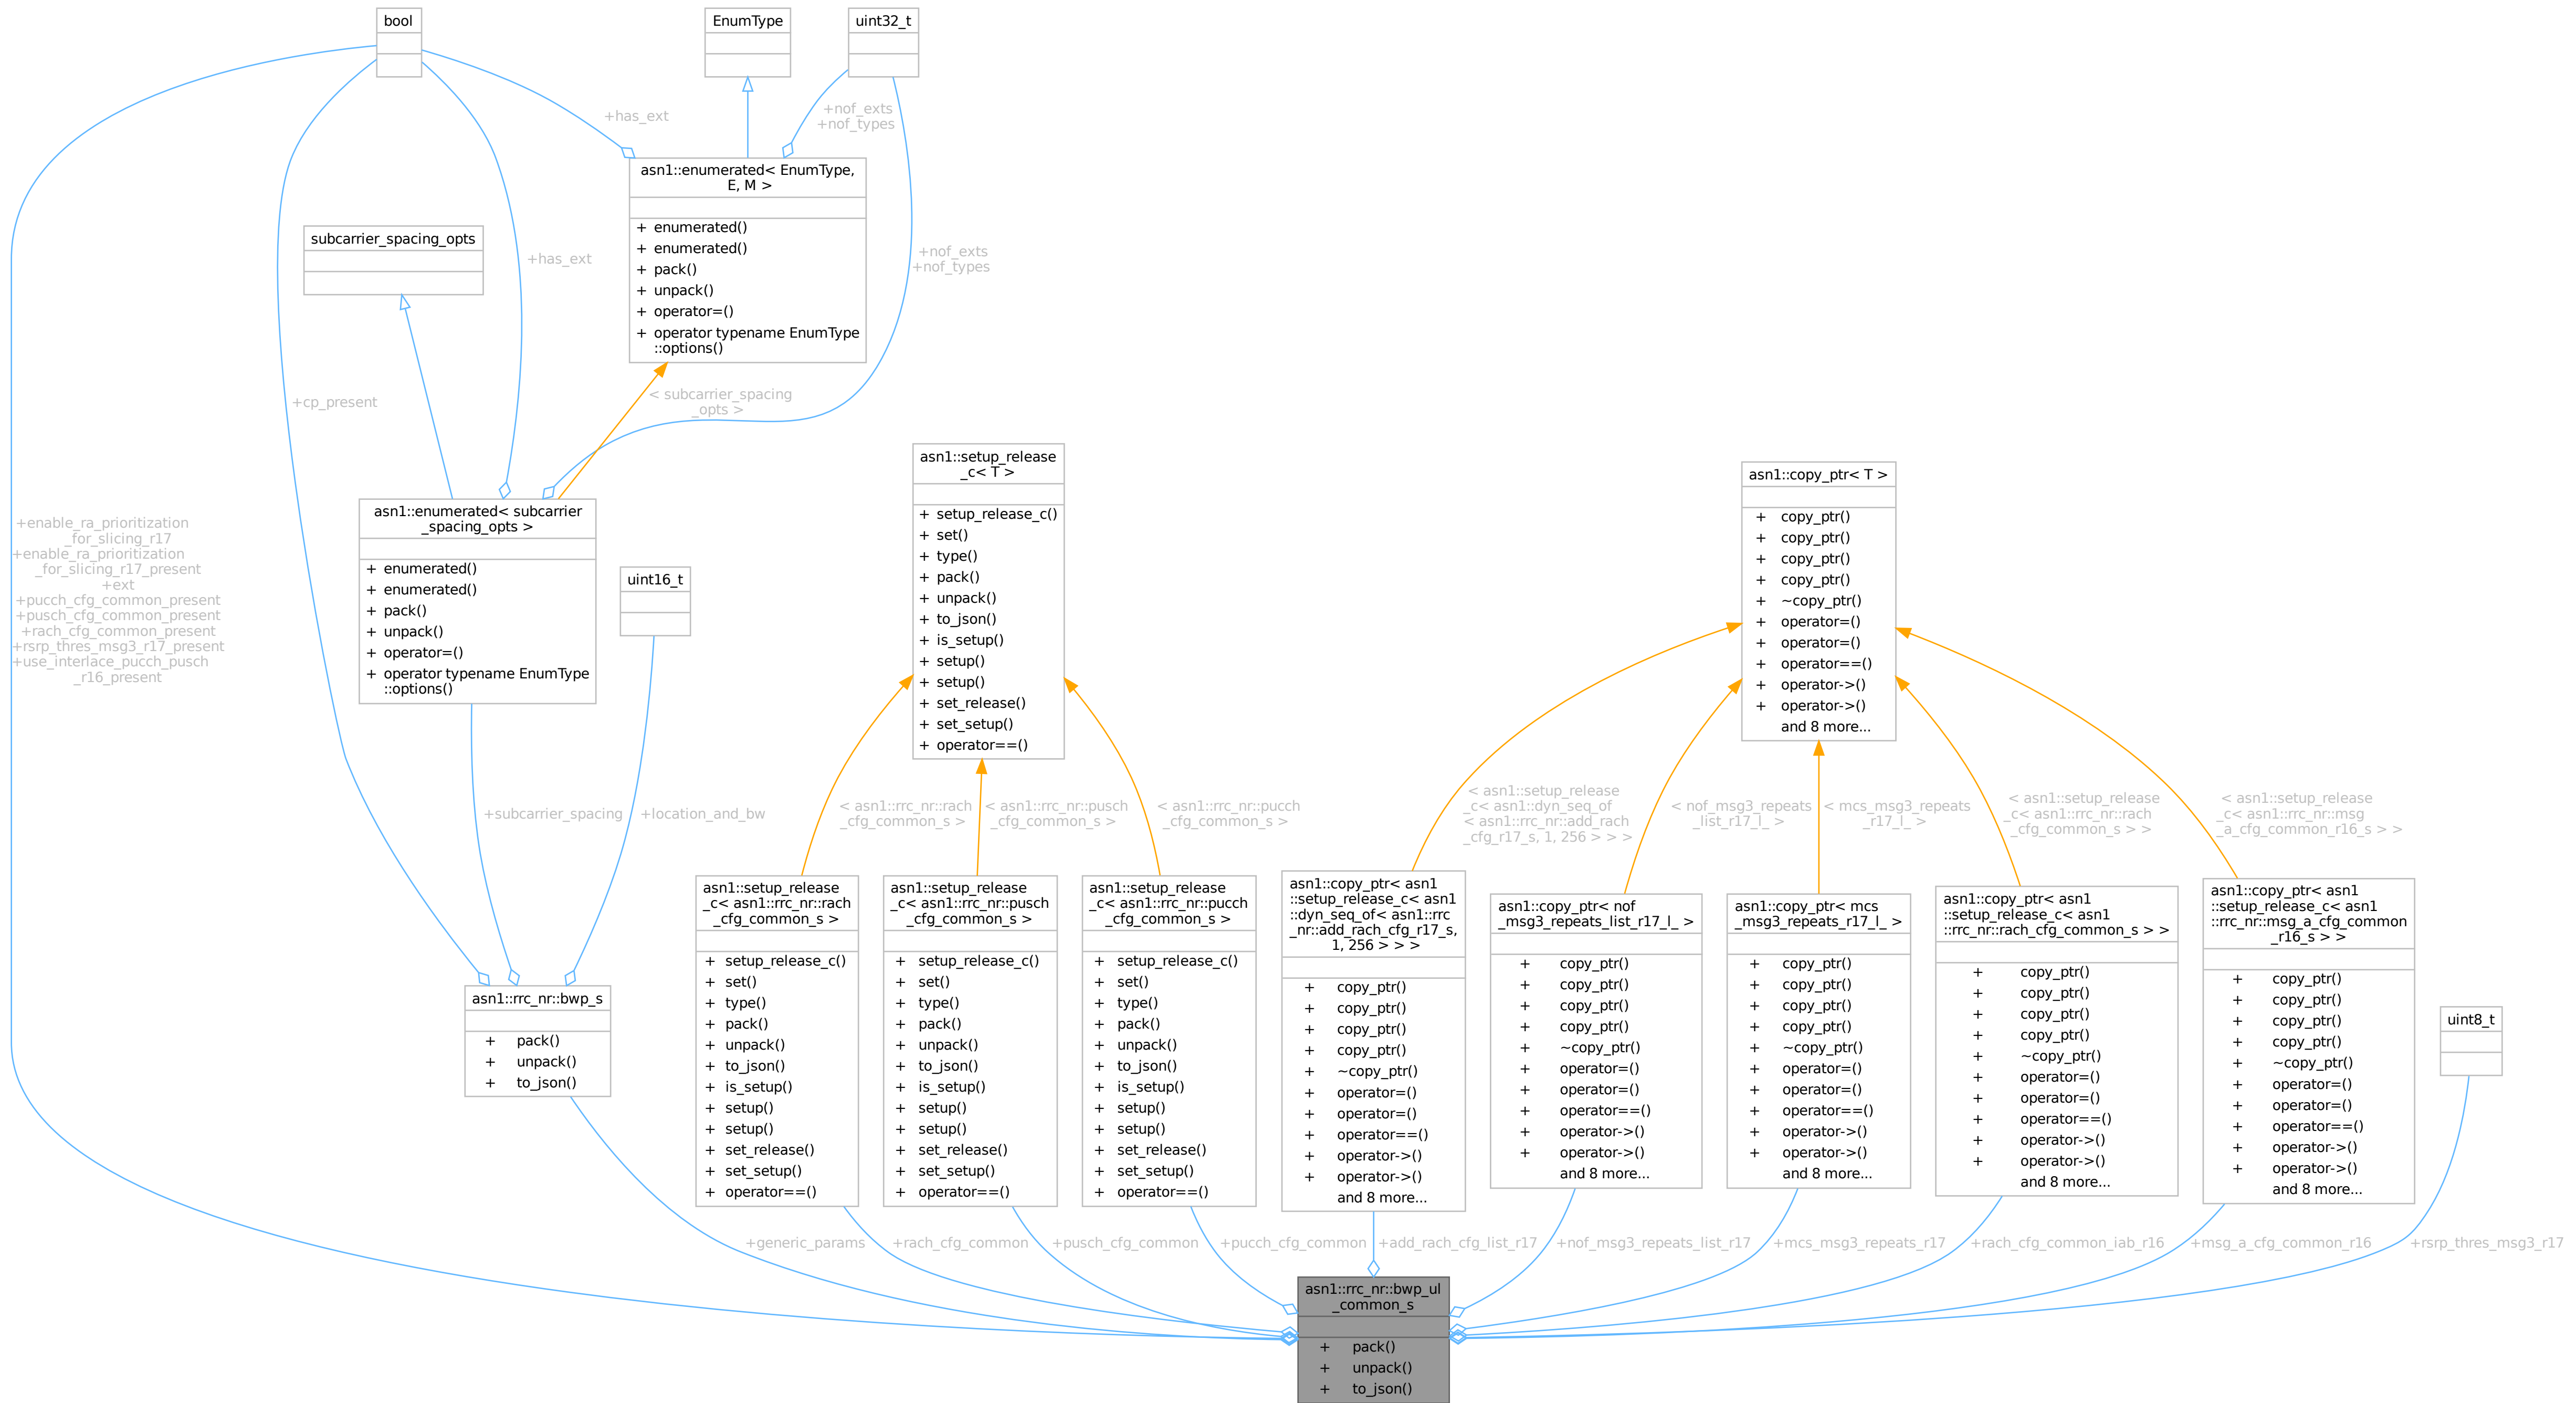 bool
EnumType
uint32_t
+has_ext
+nof_exts
+nof_types
asn1::enumerated< EnumType,
E, M >
+ enumerated()
+ enumerated()
+ pack()
+ unpack()
+ operator=()
+ operator typename EnumType
::options()
subcarrier_spacing_opts
+has_ext
+nof_exts
+nof_types
+cp_present
< subcarrier_spacing
_opts >
+enable_ra_prioritization
_for_slicing_r17
+enable_ra_prioritization
_for_slicing_r17_present
+ext
+pucch_cfg_common_present
+pusch_cfg_common_present
+rach_cfg_common_present
+rsrp_thres_msg3_r17_present
+use_interlace_pucch_pusch
_r16_present
asn1::enumerated< subcarrier
_spacing_opts >
+ enumerated()
+ enumerated()
+ pack()
+ unpack()
+ operator=()
+ operator typename EnumType
::options()
uint16_t
asn1::setup_release
_c< T >
+ setup_release_c()
+ set()
+ type()
+ pack()
+ unpack()
+ to_json()
+ is_setup()
+ setup()
+ setup()
+ set_release()
+ set_setup()
+ operator==()
asn1::copy_ptr< T >
+ copy_ptr()
+ copy_ptr()
+ copy_ptr()
+ copy_ptr()
+ ~copy_ptr()
+ operator=()
+ operator=()
+ operator==()
+ operator->()
+ operator->()
and 8 more...
+subcarrier_spacing
+location_and_bw
< asn1::rrc_nr::rach
_cfg_common_s >
< asn1::rrc_nr::pusch
_cfg_common_s >
< asn1::rrc_nr::pucch
_cfg_common_s >
< asn1::setup_release
_c< asn1::dyn_seq_of
< asn1::rrc_nr::add_rach
_cfg_r17_s, 1, 256 > > >
< nof_msg3_repeats
_list_r17_l_ >
< mcs_msg3_repeats
_r17_l_ >
< asn1::setup_release
_c< asn1::rrc_nr::rach
_cfg_common_s > >
< asn1::setup_release
_c< asn1::rrc_nr::msg
_a_cfg_common_r16_s > >
asn1::rrc_nr::bwp_s
+ pack()
+ unpack()
+ to_json()
asn1::setup_release
_c< asn1::rrc_nr::rach
_cfg_common_s >
+ setup_release_c()
+ set()
+ type()
+ pack()
+ unpack()
+ to_json()
+ is_setup()
+ setup()
+ setup()
+ set_release()
+ set_setup()
+ operator==()
asn1::setup_release
_c< asn1::rrc_nr::pusch
_cfg_common_s >
+ setup_release_c()
+ set()
+ type()
+ pack()
+ unpack()
+ to_json()
+ is_setup()
+ setup()
+ setup()
+ set_release()
+ set_setup()
+ operator==()
asn1::setup_release
_c< asn1::rrc_nr::pucch
_cfg_common_s >
+ setup_release_c()
+ set()
+ type()
+ pack()
+ unpack()
+ to_json()
+ is_setup()
+ setup()
+ setup()
+ set_release()
+ set_setup()
+ operator==()
asn1::copy_ptr< asn1
::setup_release_c< asn1
::dyn_seq_of< asn1::rrc
_nr::add_rach_cfg_r17_s,
1, 256 > > >
+ copy_ptr()
+ copy_ptr()
+ copy_ptr()
+ copy_ptr()
+ ~copy_ptr()
+ operator=()
+ operator=()
+ operator==()
+ operator->()
+ operator->()
and 8 more...
asn1::copy_ptr< nof
_msg3_repeats_list_r17_l_ >
+ copy_ptr()
+ copy_ptr()
+ copy_ptr()
+ copy_ptr()
+ ~copy_ptr()
+ operator=()
+ operator=()
+ operator==()
+ operator->()
+ operator->()
and 8 more...
asn1::copy_ptr< mcs
_msg3_repeats_r17_l_ >
+ copy_ptr()
+ copy_ptr()
+ copy_ptr()
+ copy_ptr()
+ ~copy_ptr()
+ operator=()
+ operator=()
+ operator==()
+ operator->()
+ operator->()
and 8 more...
asn1::copy_ptr< asn1
::setup_release_c< asn1
::rrc_nr::rach_cfg_common_s > >
+ copy_ptr()
+ copy_ptr()
+ copy_ptr()
+ copy_ptr()
+ ~copy_ptr()
+ operator=()
+ operator=()
+ operator==()
+ operator->()
+ operator->()
and 8 more...
asn1::copy_ptr< asn1
::setup_release_c< asn1
::rrc_nr::msg_a_cfg_common
_r16_s > >
+ copy_ptr()
+ copy_ptr()
+ copy_ptr()
+ copy_ptr()
+ ~copy_ptr()
+ operator=()
+ operator=()
+ operator==()
+ operator->()
+ operator->()
and 8 more...
uint8_t
+generic_params
+rach_cfg_common
+pusch_cfg_common
+pucch_cfg_common
+add_rach_cfg_list_r17
+nof_msg3_repeats_list_r17
+mcs_msg3_repeats_r17
+rach_cfg_common_iab_r16
+msg_a_cfg_common_r16
+rsrp_thres_msg3_r17
asn1::rrc_nr::bwp_ul
_common_s
+ pack()
+ unpack()
+ to_json()